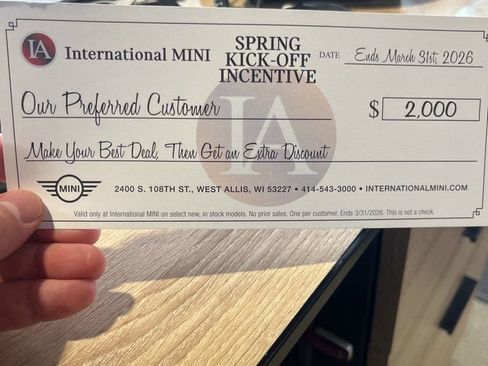 IA International MINI
SPRING
KICK-OFF
INCENTIVE
DATE Ends March 31st, 2026
Our Preferred Customer $ 2,000
Make Your Best Deal, Then Get an Extra Discount
IA
MINI 2400 S. 108TH ST., WEST ALLIS, WI 53227 • 414-543-3000 • INTERNATIONALMINI.COM
Valid only at International MINI on select new, in stock models. No prior sales. One per customer. Ends 3/31/2026. This is not a check.